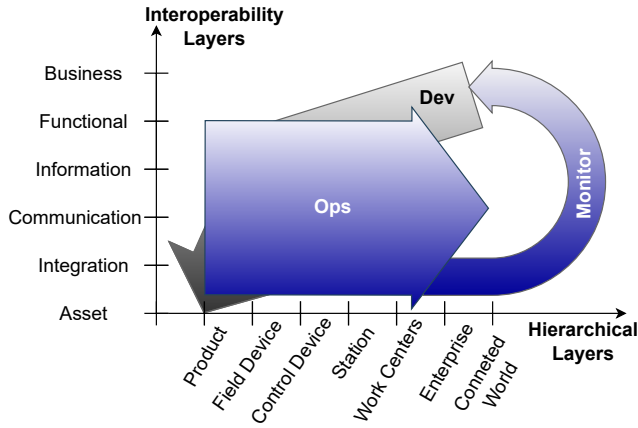 Interoperability
Layers
Business
Functional
Information
Communication
Integration
Asset
Dev
Ops
Monitor
Product
Field Device
Control Device
Station
Work Centers
Enterprise
Conneted
World
Hierarchical
Layers